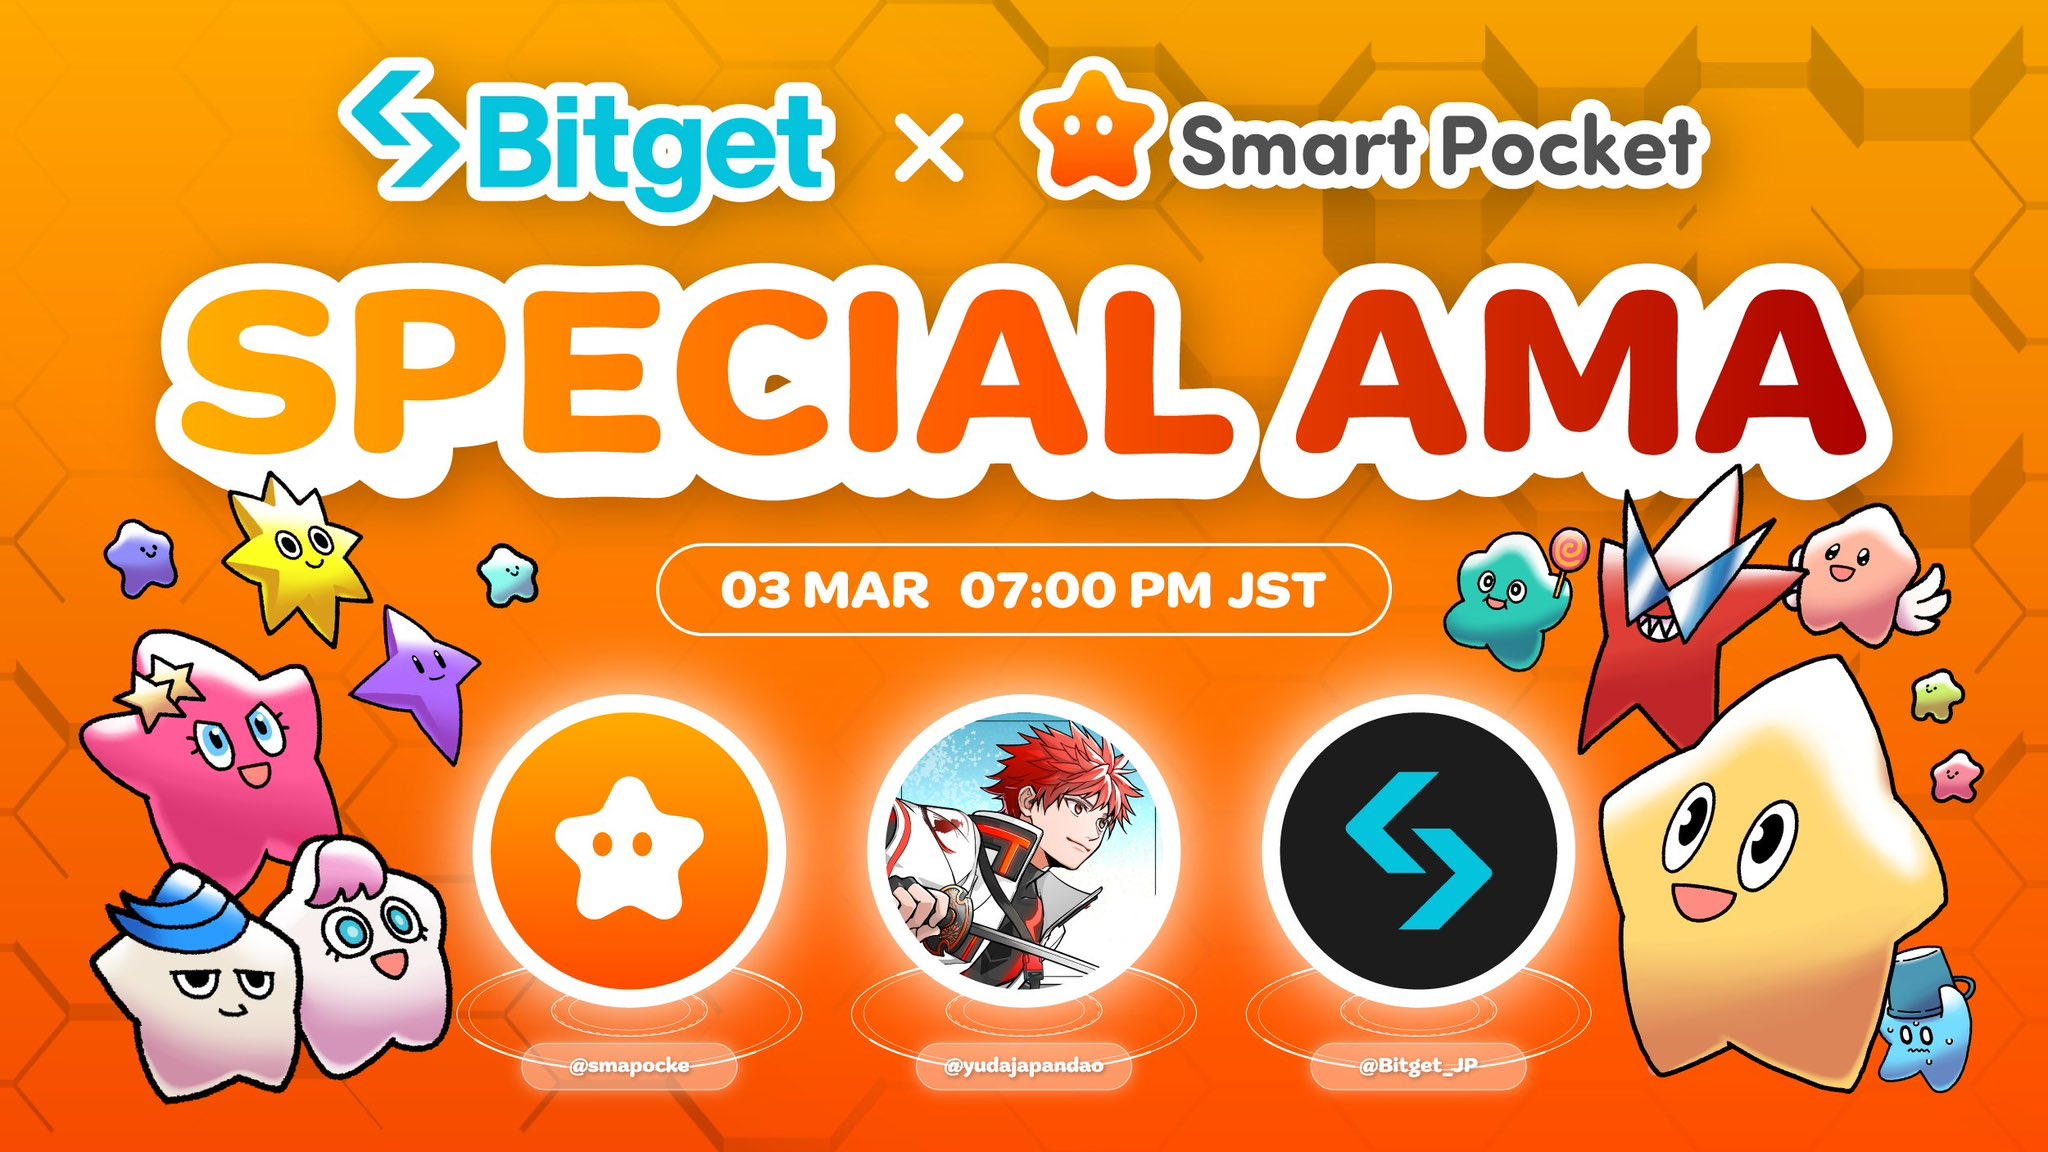 Bitget × Smart Pocket
SPECIAL AMA
03 MAR 07:00 PM JST
@smapocke @yudajapandao @Bitget_JP